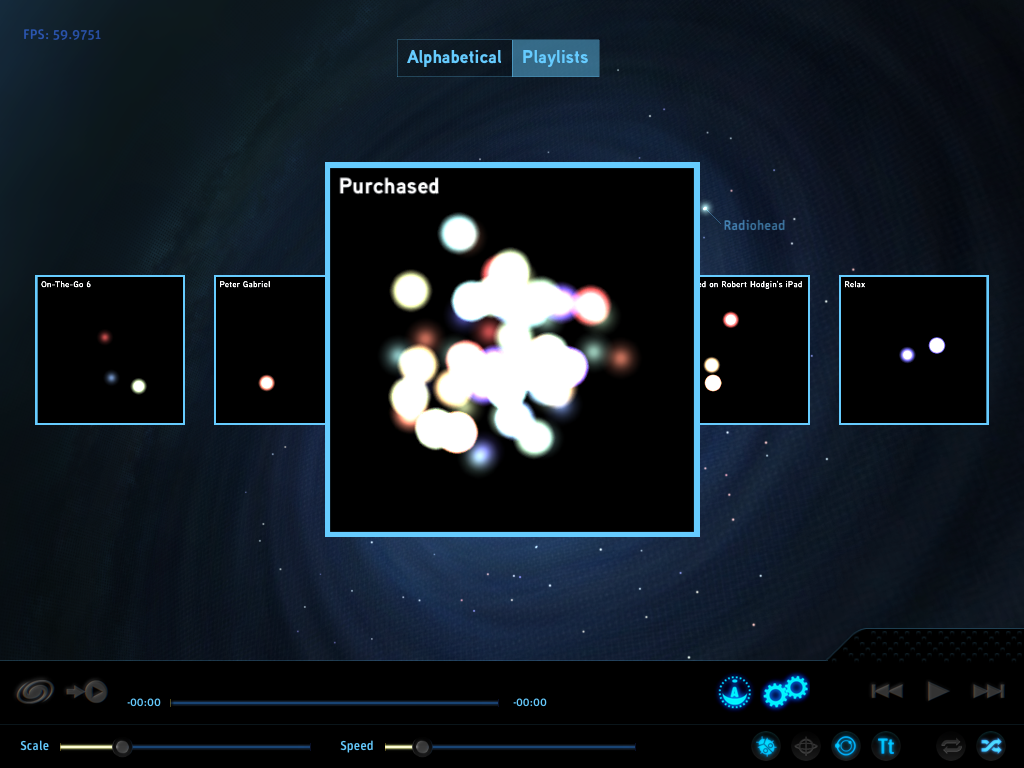 FPS: 59.9751
Alphabetical Playlists
Purchased
Radiohead
On-The-Go 6
Peter Gabriel
ed on Robert Hodgin's iPad
Relax
-00:00
-00:00
A
Scale
Speed
Tt